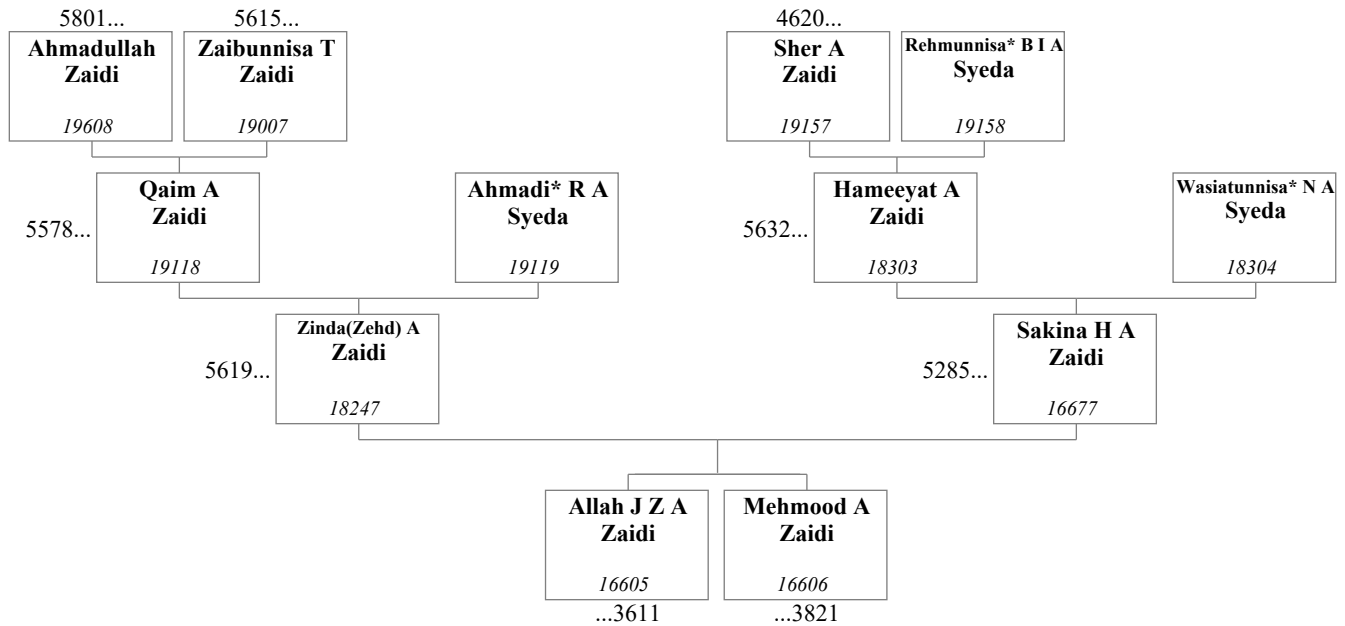 5801...
5615...
4620...
Ahmadullah
Zaidi
19608
Zaibunnisa T
Zaidi
19007
Sher A
Zaidi
19157
Rehmunnisa* B I A
Syeda
19158
5578...
Qaim A
Zaidi
19118
Ahmadi* R A
Syeda
19119
5632...
Hameeyat A
Zaidi
18303
Wasiatunnisa* N A
Syeda
18304
5619...
Zinda(Zehd) A
Zaidi
18247
5285...
Sakina H A
Zaidi
16677
Allah J Z A
Zaidi
16605
...3611
Mehmood A
Zaidi
16606
...3821